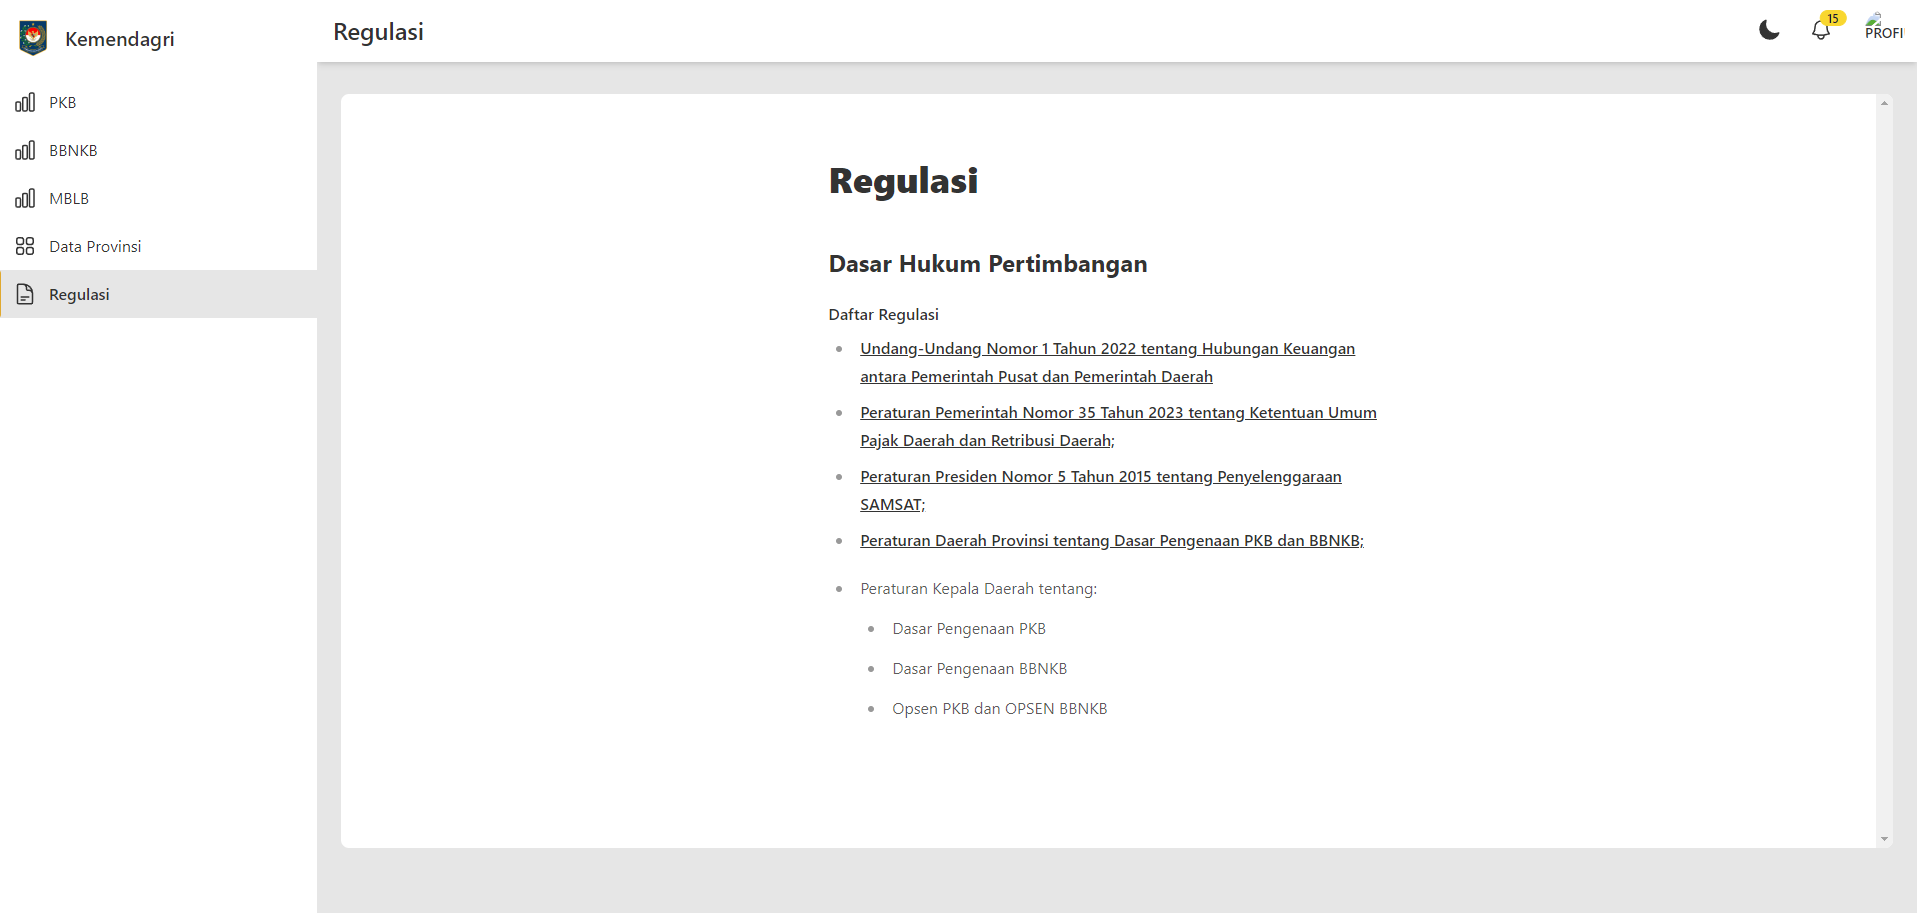 Kemendagri
PKB
BBNKB
MBLB
Data Provinsi
Regulasi
Regulasi
15
PROFI
Regulasi
Dasar Hukum Pertimbangan
Daftar Regulasi
Undang-Undang Nomor 1 Tahun 2022 tentang Hubungan Keuangan
antara Pemerintah Pusat dan Pemerintah Daerah
Peraturan Pemerintah Nomor 35 Tahun 2023 tentang Ketentuan Umum
Pajak Daerah dan Retribusi Daerah;
Peraturan Presiden Nomor 5 Tahun 2015 tentang Penyelenggaraan
SAMSAT;
Peraturan Daerah Provinsi tentang Dasar Pengenaan PKB dan BBNKB;
Peraturan Kepala Daerah tentang:
Dasar Pengenaan PKB
Dasar Pengenaan BBNKB
Opsen PKB dan OPSEN BBNKB